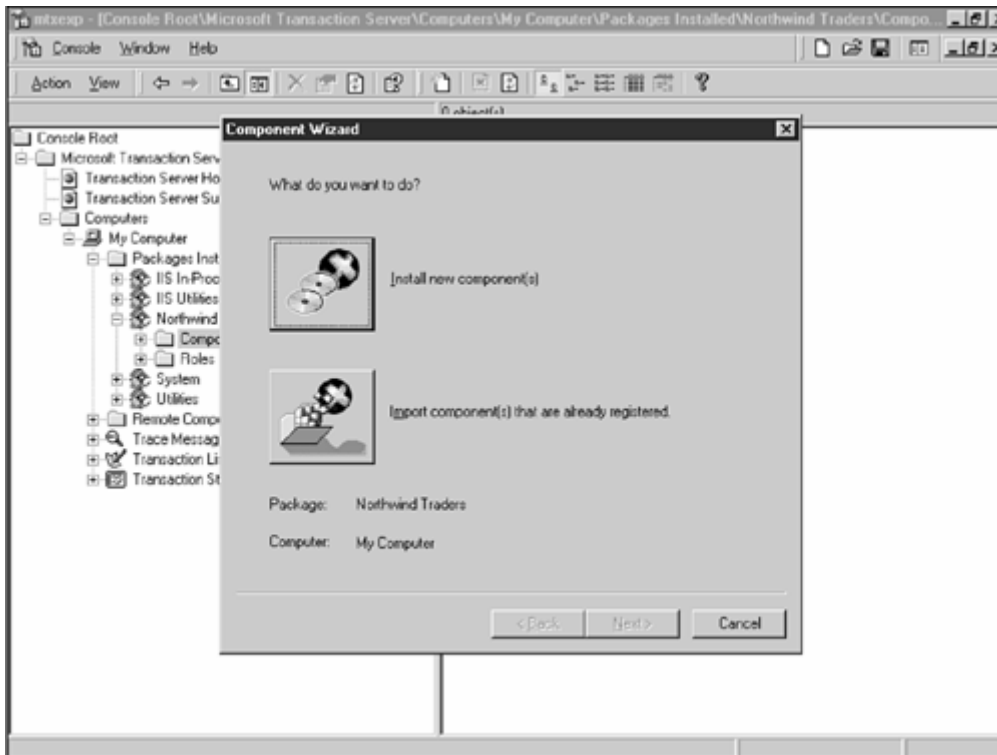 mtxexp - [Console Root\Microsoft Transaction Server\Computers\My Computer\Packages Installed\Northwind Traders\Compo...
Console Window Help
Action View
0 object(s)
Console Root
Microsoft Transaction Serv
Transaction Server Ho
Transaction Server Su
Computers
My Computer
Packages Inst
IIS In-Proc
IIS Utilities
Northwind
Compo
Roles
System
Utilities
Remote Comp
Trace Messag
Transaction Li
Transaction St
Component Wizard
What do you want to do?
Install new component(s)
Import component(s) that are already registered.
Package: Northwind Traders
Computer: My Computer
< Back Next > Cancel